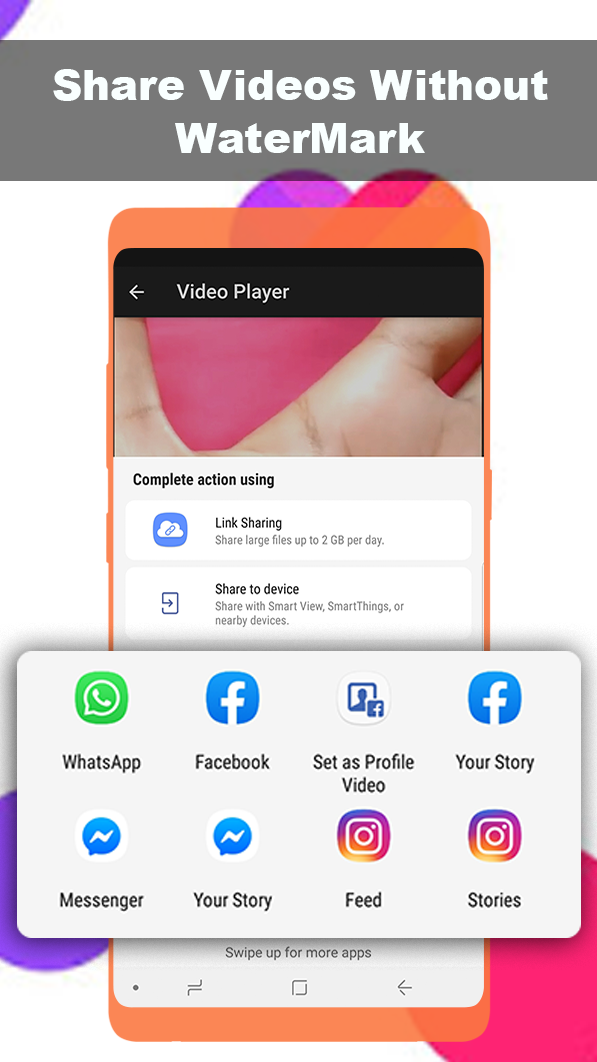 Share Videos Without
WaterMark
Video Player
Complete action using
Link Sharing
Share large files up to 2 GB per day.
Share to device
Share with Smart View, SmartThings, or
nearby devices.
WhatsApp
Facebook
Set as Profile
Video
Your Story
Messenger
Your Story
Feed
Stories
Swipe up for more apps